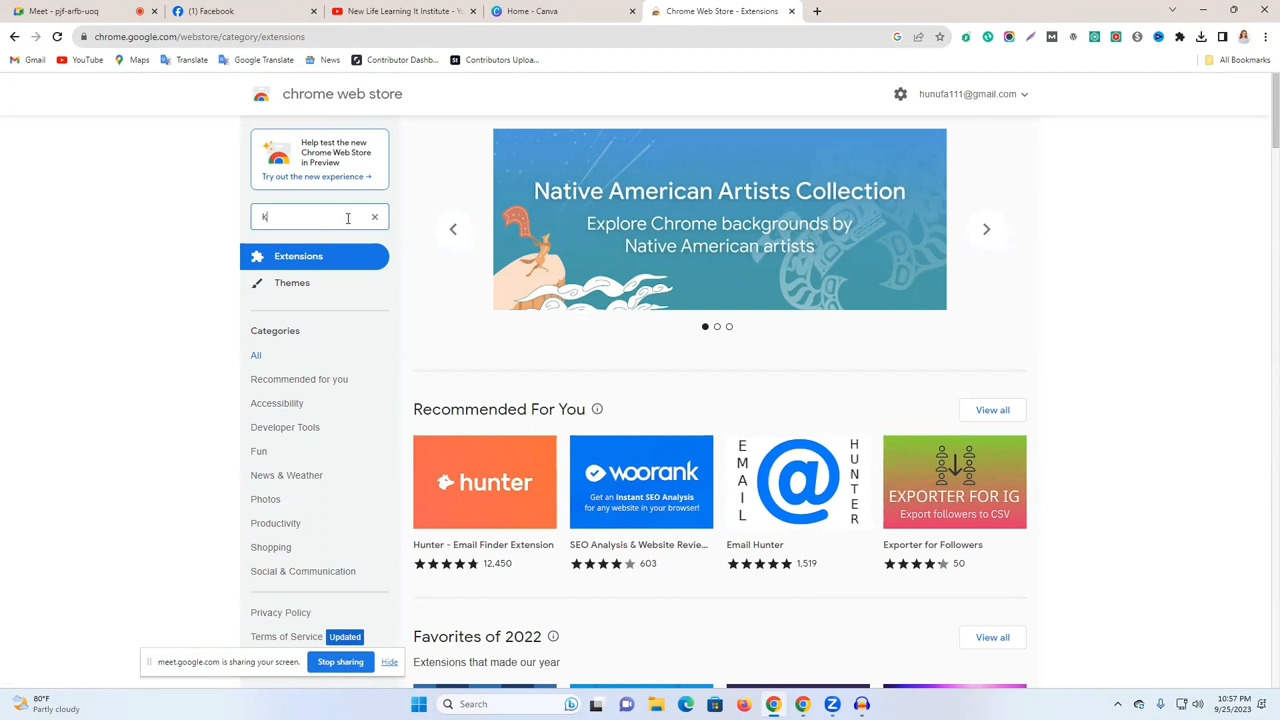 Meet - pjf-arfb-uoq
(1) Facebook
New Life Learning It Institute - Yo
Home - Canva
Chrome Web Store - Extensions
chrome.google.com/webstore/category/extensions
Gmail
YouTube
Maps
Translate
Google Translate
News
Contributor Dashb...
Contributors Uploa...
All Bookmarks
chrome web store
hunufa111@gmail.com
Help test the new
Chrome Web Store
in Preview
Try out the new experience →
k
Extensions
Themes
Categories
All
Recommended for you
Accessibility
Developer Tools
Fun
News & Weather
Photos
Productivity
Shopping
Social & Communication
Privacy Policy
Terms of Service Updated
Native American Artists Collection
Explore Chrome backgrounds by
Native American artists
Recommended For You
View all
hunter
woorank
Get an Instant SEO Analysis
for any website in your browser!
EMAIL
@
HUNTER
EXPORTER FOR IG
Export followers to CSV
Hunter - Email Finder Extension
12,450
SEO Analysis & Website Revie...
603
Email Hunter
1,519
Exporter for Followers
50
Favorites of 2022
View all
Extensions that made our year
meet.google.com is sharing your screen.
Stop sharing
Hide
80°F
Partly cloudy
Search
10:57 PM
9/25/2023